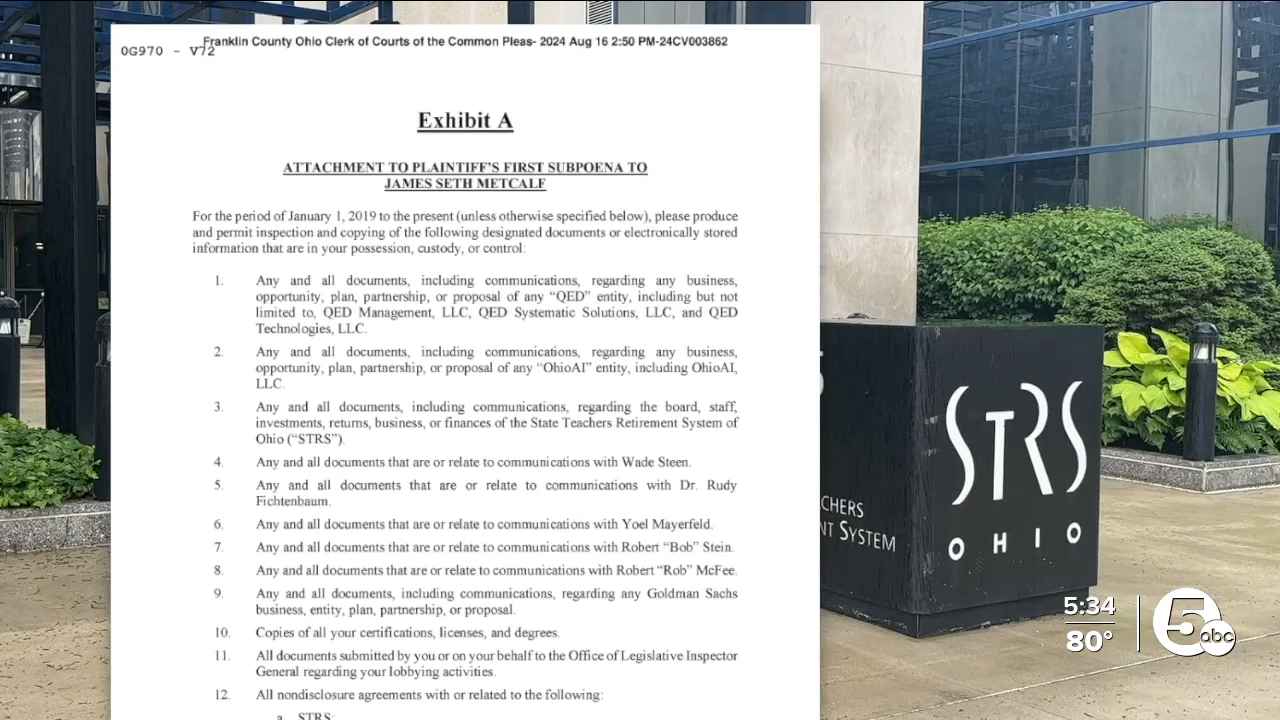 Franklin County Ohio Clerk of Courts of the Common Pleas- 2024 Aug 16 2:50 PM-24CV003862
0G970 - V72
Exhibit A
ATTACHMENT TO PLAINTIFF'S FIRST SUBPOENA TO
JAMES SETH METCALF
For the period of January 1, 2019 to the present (unless otherwise specified below), please produce
and permit inspection and copying of the following designated documents or electronically stored
information that are in your possession, custody, or control:
1. Any and all documents, including communications, regarding any business,
opportunity, plan, partnership, or proposal of any “QED” entity, including but not
limited to, QED Management, LLC, QED Systematic Solutions, LLC, and QED
Technologies, LLC.
2. Any and all documents, including communications, regarding any business,
opportunity, plan, partnership, or proposal of any “OhioAI” entity, including OhioAI,
LLC.
3. Any and all documents, including communications, regarding the board, staff,
investments, returns, business, or finances of the State Teachers Retirement System of
Ohio (“STRS”).
4. Any and all documents that are or relate to communications with Wade Steen.
5. Any and all documents that are or relate to communications with Dr. Rudy
Fichtenbaum.
6. Any and all documents that are or relate to communications with Yoel Mayerfeld.
7. Any and all documents that are or relate to communications with Robert “Bob” Stein.
8. Any and all documents that are or relate to communications with Robert “Rob” McFee.
9. Any and all documents, including communications, regarding any Goldman Sachs
business, entity, plan, partnership, or proposal.
10. Copies of all your certifications, licenses, and degrees.
11. All documents submitted by you or on your behalf to the Office of Legislative Inspector
General regarding your lobbying activities.
12. All nondisclosure agreements with or related to the following:
a. STRS;
5
CHERS
NT SYSTEM
STRS
OHIO
5:34
80°
5 abc